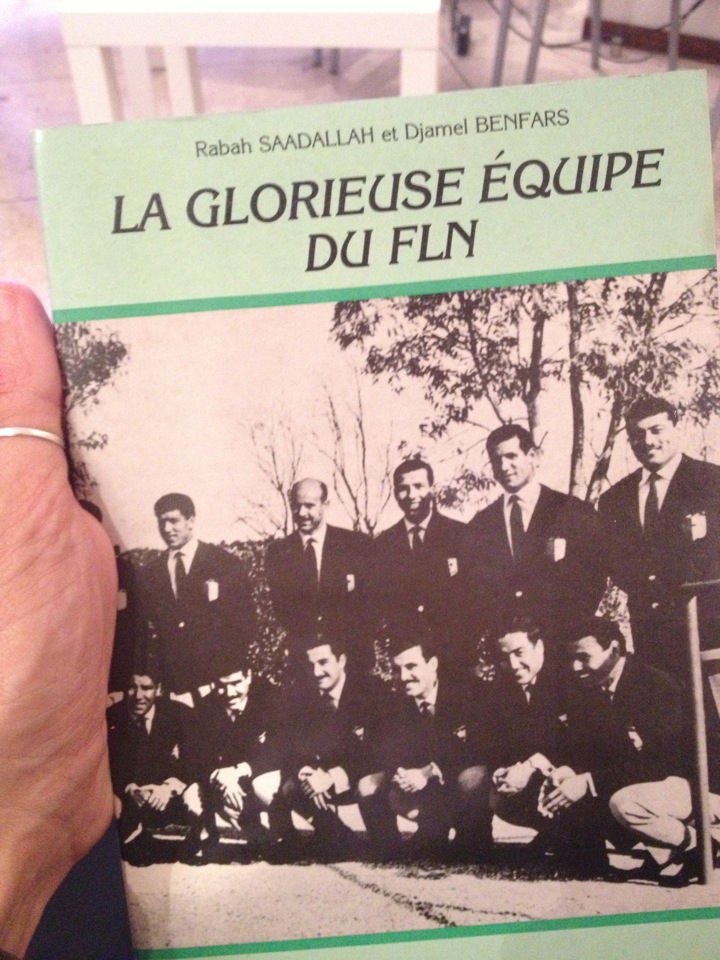 Rabah SAADALLAH et Djamel BENFARS
LA GLORIEUSE ÉQUIPE
DU FLN